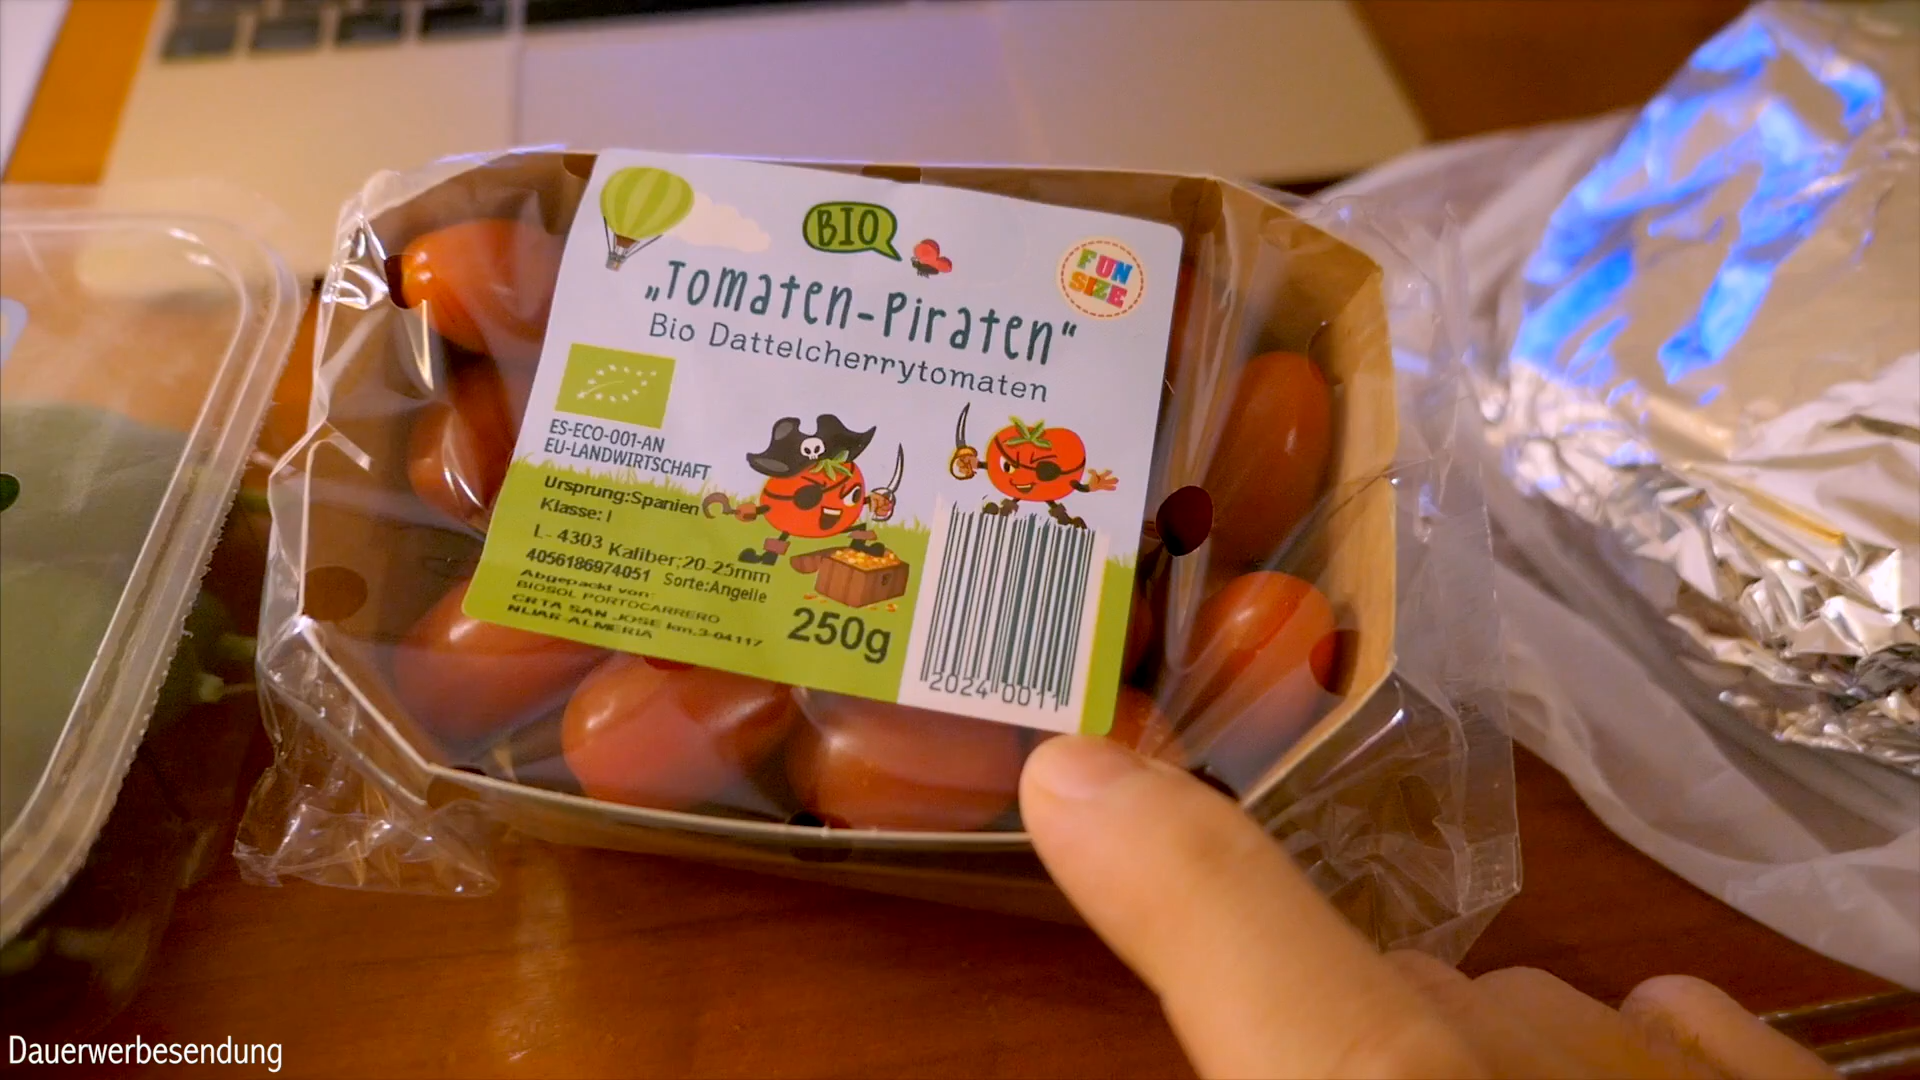 BIO
FUN
SIZE
„Tomaten-Piraten“
Bio Dattelcherrytomaten
ES-ECO-001-AN
EU-LANDWIRTSCHAFT
Ursprung:Spanien
Klasse: I
L- 4303 Kaliber;20-25mm
4056186974051 Sorte:Angelle
Abgepackt von:
BIOSOL PORTOCARRERO
CRTA SAN JOSE km,3-04117
NIJAR-ALMERIA
250g
2024 0011
Dauerwerbesendung